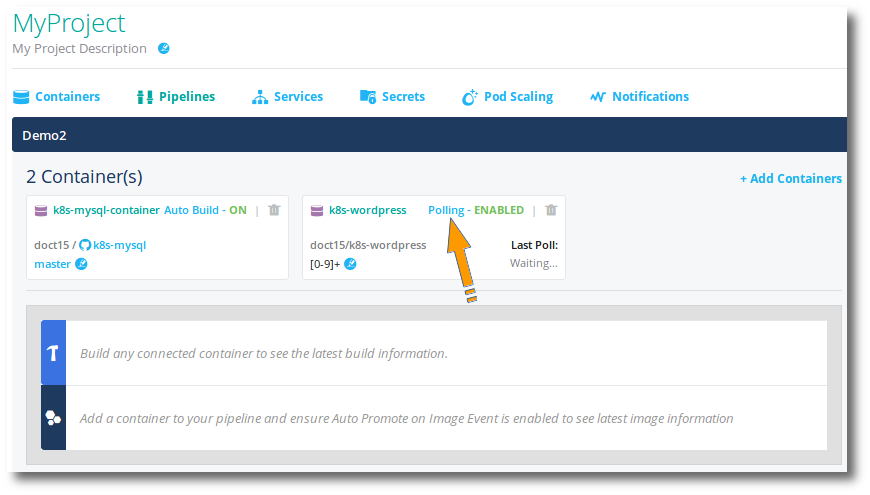 MyProject
My Project Description
Containers Pipelines Services Secrets Pod Scaling Notifications
Demo2
2 Container(s) + Add Containers
k8s-mysql-container Auto Build - ON | k8s-wordpress Polling - ENABLED |
doct15 / k8s-mysql doct15/k8s-wordpress Last Poll:
master [0-9]+ Waiting...
Build any connected container to see the latest build information.
Add a container to your pipeline and ensure Auto Promote on Image Event is enabled to see latest image information